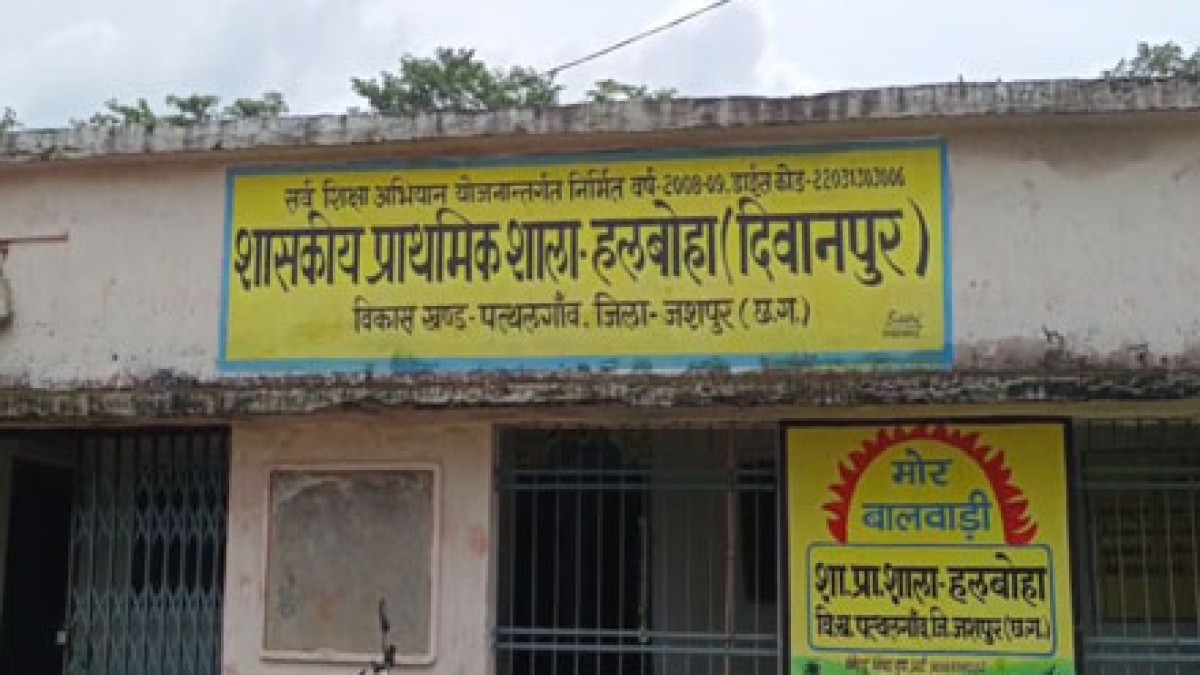 सर्व शिक्षा अभियान योजनान्तर्गत निर्मित वर्ष-2008-09. डाईस कोड-22031303006
शासकीय प्राथमिक शाला-हलबोहा (दिवानपुर)
विकास खण्ड-पत्थलगाँव. जिला-जशपुर (छ.ग.)
मोर
बालवाड़ी
शा.प्रा.शाला-हलबोहा
वि.ख. पत्थलगाँव, जि. जशपुर (छ.ग.)